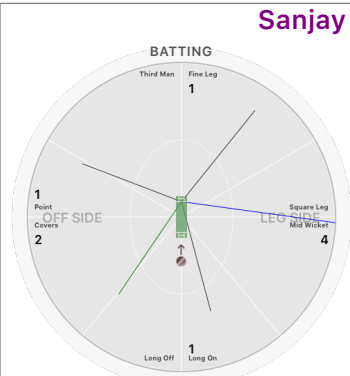 Sanjay
BATTING
Third Man Fine Leg
1
1
Point
Square Leg
OFF SIDE
LEG SIDE
Covers
Mid Wicket
2
4
1
Long Off Long On